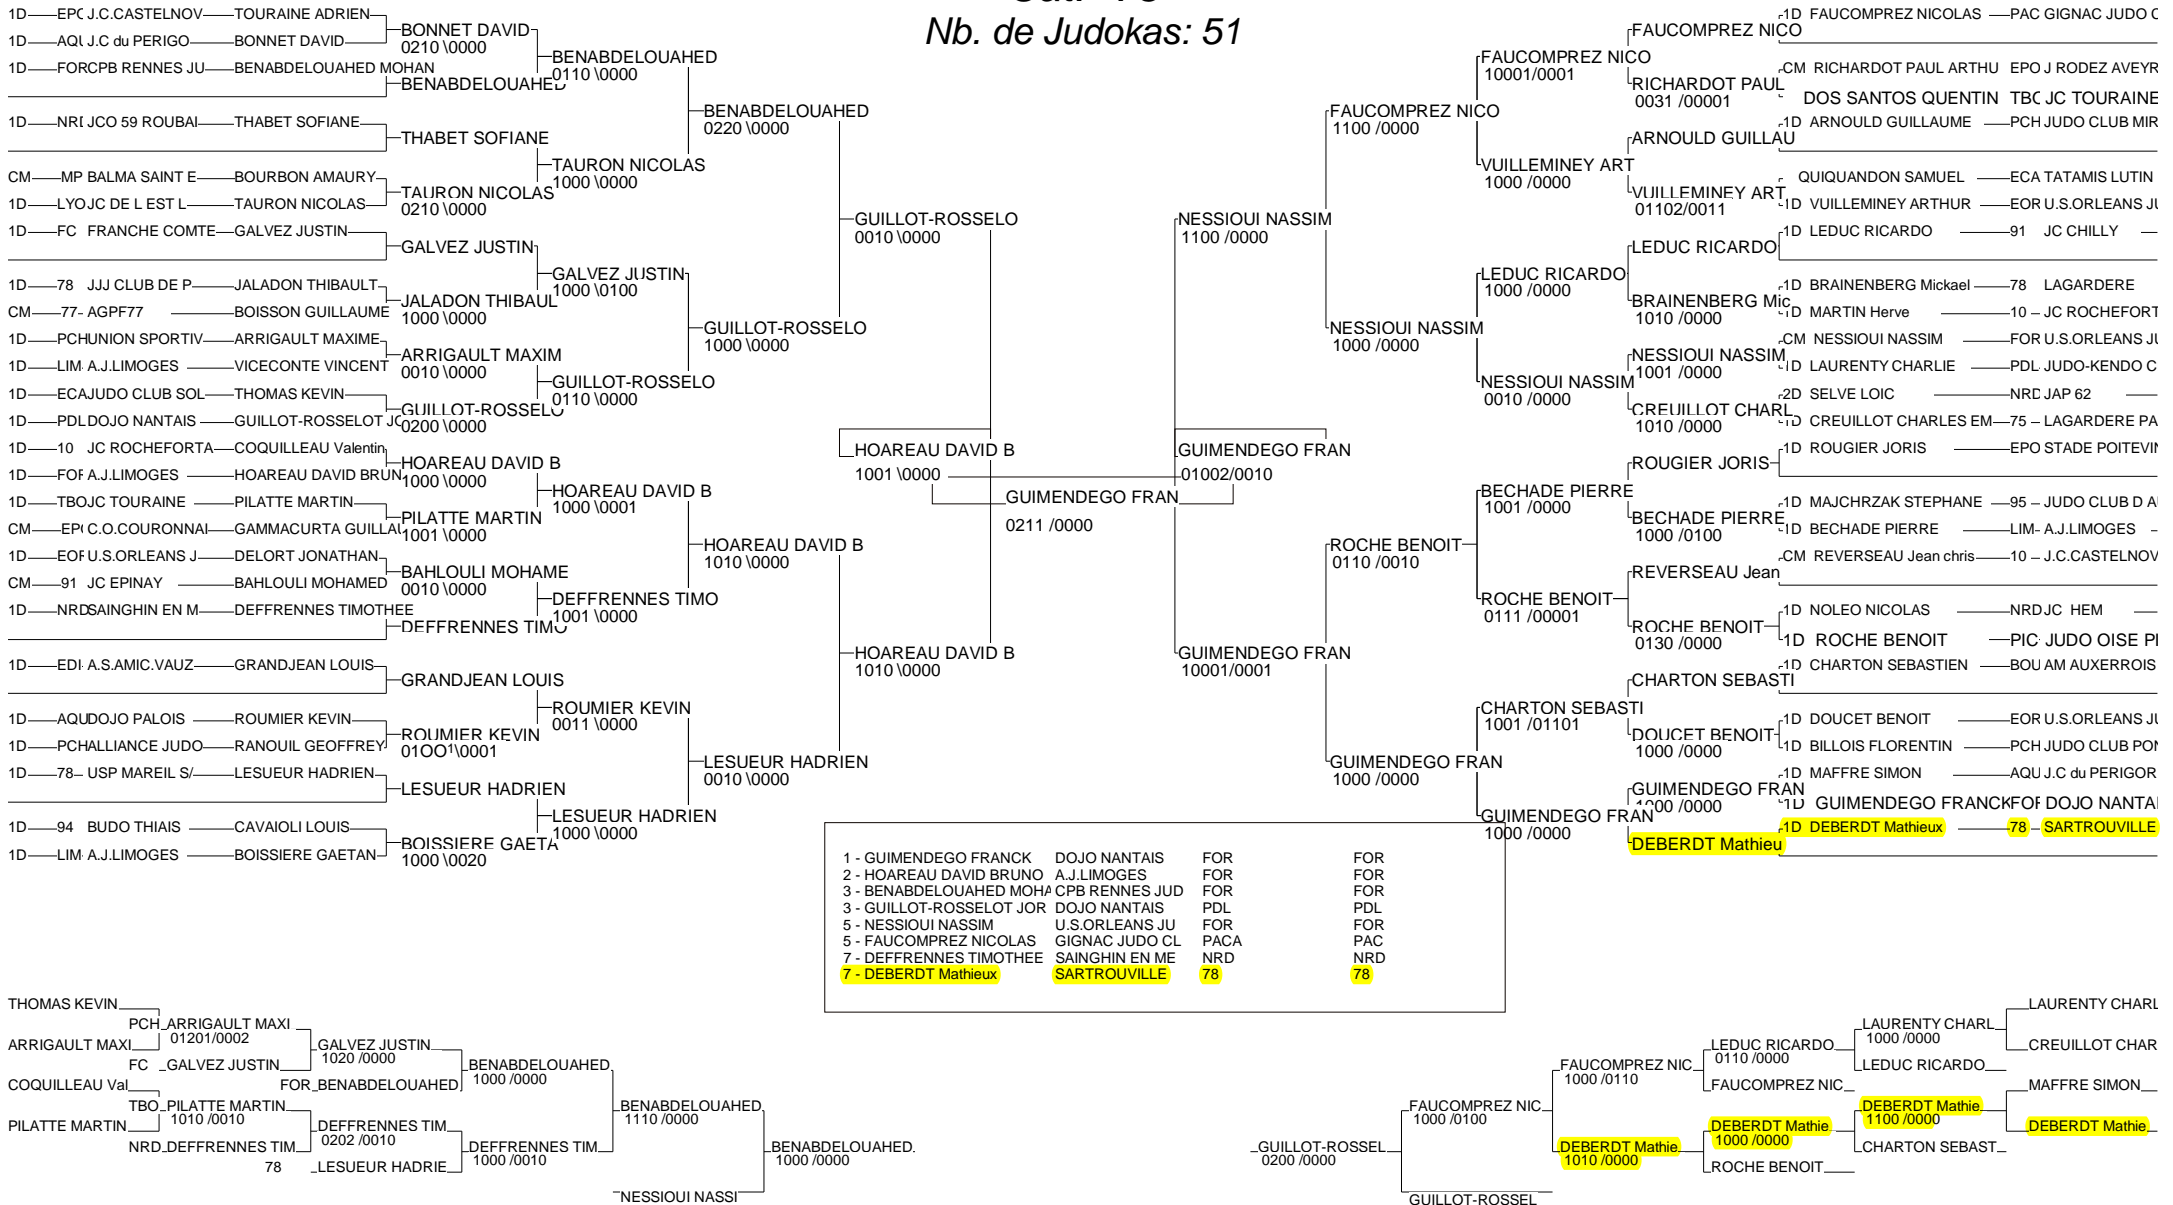 Nb. de Judokas: 51
1D EPO J.C.CASTELNOV TOURAINE ADRIEN
1D AQU J.C du PERIGO BONNET DAVID
1D FOR CPB RENNES JU BENABDELOUAHED MOHAN
1D NRD JCO 59 ROUBAI THABET SOFIANE
CM MP BALMA SAINT E BOURBON AMAURY
1D LYO JC DE L EST L TAURON NICOLAS
1D FC FRANCHE COMTE GALVEZ JUSTIN
1D 78 JJJ CLUB DE P JALADON THIBAULT
CM 77- AGPF77 BOISSON GUILLAUME
1D PCH UNION SPORTIV ARRIGAULT MAXIME
1D LIM A.J.LIMOGES VICECONTE VINCENT
1D ECA JUDO CLUB SOL THOMAS KEVIN
1D PDL DOJO NANTAIS GUILLOT-ROSSELOT JO
1D 10 JC ROCHEFORTA COQUILLEAU Valentin
1D FOR A.J.LIMOGES HOAREAU DAVID BRUN
1D TBO JC TOURAINE PILATTE MARTIN
CM EPO C.O.COURONNAI GAMMACURTA GUILLAU
1D EOR U.S.ORLEANS J DELORT JONATHAN
CM 91 JC EPINAY BAHLOULI MOHAMED
1D NRD SAINGHIN EN M DEFFRENNES TIMOTHEE
1D EDI A.S.AMIC.VAUZ GRANDJEAN LOUIS
1D AQU DOJO PALOIS ROUMIER KEVIN
1D PCH ALLIANCE JUDO RANOUIL GEOFFREY
1D 78 USP MAREIL S/ LESUEUR HADRIEN
1D 94 BUDO THIAIS CAVAIOLI LOUIS
1D LIM A.J.LIMOGES BOISSIERE GAETAN
BONNET DAVID
0210 \0000
BENABDELOUAHED
THABET SOFIANE
TAURON NICOLAS
0210 \0000
GALVEZ JUSTIN
JALADON THIBAUL
1000 \0000
ARRIGAULT MAXIM
0010 \0000
GUILLOT-ROSSELO
0200 \0000
HOAREAU DAVID B
1000 \0000
PILATTE MARTIN
1001 \0000
BAHLOULI MOHAME
0010 \0000
DEFFRENNES TIMO
GRANDJEAN LOUIS
ROUMIER KEVIN
01OO¹\0001
LESUEUR HADRIEN
BOISSIERE GAETA
1000 \0020
BENABDELOUAHED
0110 \0000
TAURON NICOLAS
1000 \0000
GALVEZ JUSTIN
1000 \0100
GUILLOT-ROSSELO
0110 \0000
HOAREAU DAVID B
1000 \0001
DEFFRENNES TIMO
1001 \0000
ROUMIER KEVIN
0011 \0000
LESUEUR HADRIEN
1000 \0000
BENABDELOUAHED
0220 \0000
GUILLOT-ROSSELO
1000 \0000
HOAREAU DAVID B
1010 \0000
LESUEUR HADRIEN
0010 \0000
GUILLOT-ROSSELO
0010 \0000
HOAREAU DAVID B
1010 \0000
HOAREAU DAVID B
1001 \0000
GUIMENDEGO FRAN
0211 /0000
GUIMENDEGO FRAN
01002/0010
NESSIOUI NASSIM
1100 /0000
GUIMENDEGO FRAN
10001/0001
FAUCOMPREZ NICO
1100 /0000
NESSIOUI NASSIM
1000 /0000
ROCHE BENOIT
0110 /0010
GUIMENDEGO FRAN
1000 /0000
FAUCOMPREZ NICO
10001/0001
VUILLEMINEY ART
1000 /0000
LEDUC RICARDO
1000 /0000
NESSIOUI NASSIM
0010 /0000
BECHADE PIERRE
1001 /0000
ROCHE BENOIT
0111 /00001
CHARTON SEBASTI
1001 /01101
GUIMENDEGO FRAN
1000 /0000
FAUCOMPREZ NICO
RICHARDOT PAUL
0031 /00001
ARNOULD GUILLAU
VUILLEMINEY ART
01102/0011
LEDUC RICARDO
BRAINENBERG Mic
1010 /0000
NESSIOUI NASSIM
1001 /0000
CREUILLOT CHARL
1010 /0000
ROUGIER JORIS
BECHADE PIERRE
1000 /0100
REVERSEAU Jean
ROCHE BENOIT
0130 /0000
CHARTON SEBASTI
DOUCET BENOIT
1000 /0000
GUIMENDEGO FRAN
1000 /0000
DEBERDT Mathieu
1D FAUCOMPREZ NICOLAS PAC GIGNAC JUDO C
CM RICHARDOT PAUL ARTHU EPO J RODEZ AVEYR
DOS SANTOS QUENTIN TBO JC TOURAINE
1D ARNOULD GUILLAUME PCH JUDO CLUB MIR
QUIQUANDON SAMUEL ECA TATAMIS LUTIN
1D VUILLEMINEY ARTHUR EOR U.S.ORLEANS JU
1D LEDUC RICARDO 91 JC CHILLY
1D BRAINENBERG Mickael 78 LAGARDERE
1D MARTIN Herve 10 JC ROCHEFORT
CM NESSIOUI NASSIM FOR U.S.ORLEANS JU
1D LAURENTY CHARLIE PDL JUDO-KENDO C
2D SELVE LOIC NRD JAP 62
1D CREUILLOT CHARLES EM 75 LAGARDERE PA
1D ROUGIER JORIS EPO STADE POITEVIN
1D MAJCHRZAK STEPHANE 95 JUDO CLUB D AU
1D BECHADE PIERRE LIM A.J.LIMOGES
CM REVERSEAU Jean chris 10 J.C.CASTELNOV
1D NOLEO NICOLAS NRD JC HEM
1D ROCHE BENOIT PIC JUDO OISE PI
1D CHARTON SEBASTIEN BOU AM AUXERROIS
1D DOUCET BENOIT EOR U.S.ORLEANS JU
1D BILLOIS FLORENTIN PCH JUDO CLUB PON
1D MAFFRE SIMON AQU J.C du PERIGOR
1D GUIMENDEGO FRANCK FOR DOJO NANTAI
1D DEBERDT Mathieux 78 SARTROUVILLE
1 - GUIMENDEGO FRANCK DOJO NANTAIS FOR FOR
2 - HOAREAU DAVID BRUNO A.J.LIMOGES FOR FOR
3 - BENABDELOUAHED MOHA CPB RENNES JUD FOR FOR
3 - GUILLOT-ROSSELOT JOR DOJO NANTAIS PDL PDL
5 - NESSIOUI NASSIM U.S.ORLEANS JU FOR FOR
5 - FAUCOMPREZ NICOLAS GIGNAC JUDO CL PACA PAC
7 - DEFFRENNES TIMOTHEE SAINGHIN EN ME NRD NRD
7 - DEBERDT Mathieux SARTROUVILLE 78 78
THOMAS KEVIN
ARRIGAULT MAXI
COQUILLEAU Val
PILATTE MARTIN
PCH ARRIGAULT MAXI
01201/0002
FC GALVEZ JUSTIN
TBO PILATTE MARTIN
1010 /0010
NRD DEFFRENNES TIM
GALVEZ JUSTIN
1020 /0000
FOR BENABDELOUAHED
DEFFRENNES TIM
0202 /0010
78 LESUEUR HADRIE
BENABDELOUAHED
1000 /0000
DEFFRENNES TIM
1000 /0010
BENABDELOUAHED
1110 /0000
NESSIOUI NASSI
BENABDELOUAHED
1000 /0000
GUILLOT-ROSSEL
0200 /0000
FAUCOMPREZ NIC
1000 /0100
GUILLOT-ROSSEL
FAUCOMPREZ NIC
1000 /0110
DEBERDT Mathie
1010 /0000
LEDUC RICARDO
0110 /0000
FAUCOMPREZ NIC
DEBERDT Mathie
1000 /0000
ROCHE BENOIT
LAURENTY CHARL
1000 /0000
LEDUC RICARDO
DEBERDT Mathie
1100 /0000
CHARTON SEBAST
LAURENTY CHARL
CREUILLOT CHAR
MAFFRE SIMON
DEBERDT Mathie